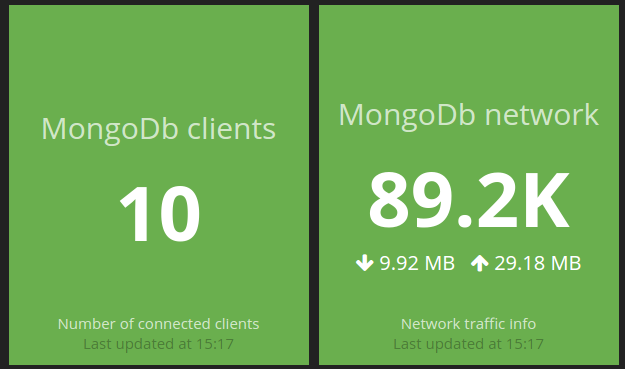 MongoDb clients
10
Number of connected clients
Last updated at 15:17
MongoDb network
89.2K
9.92 MB 29.18 MB
Network traffic info
Last updated at 15:17